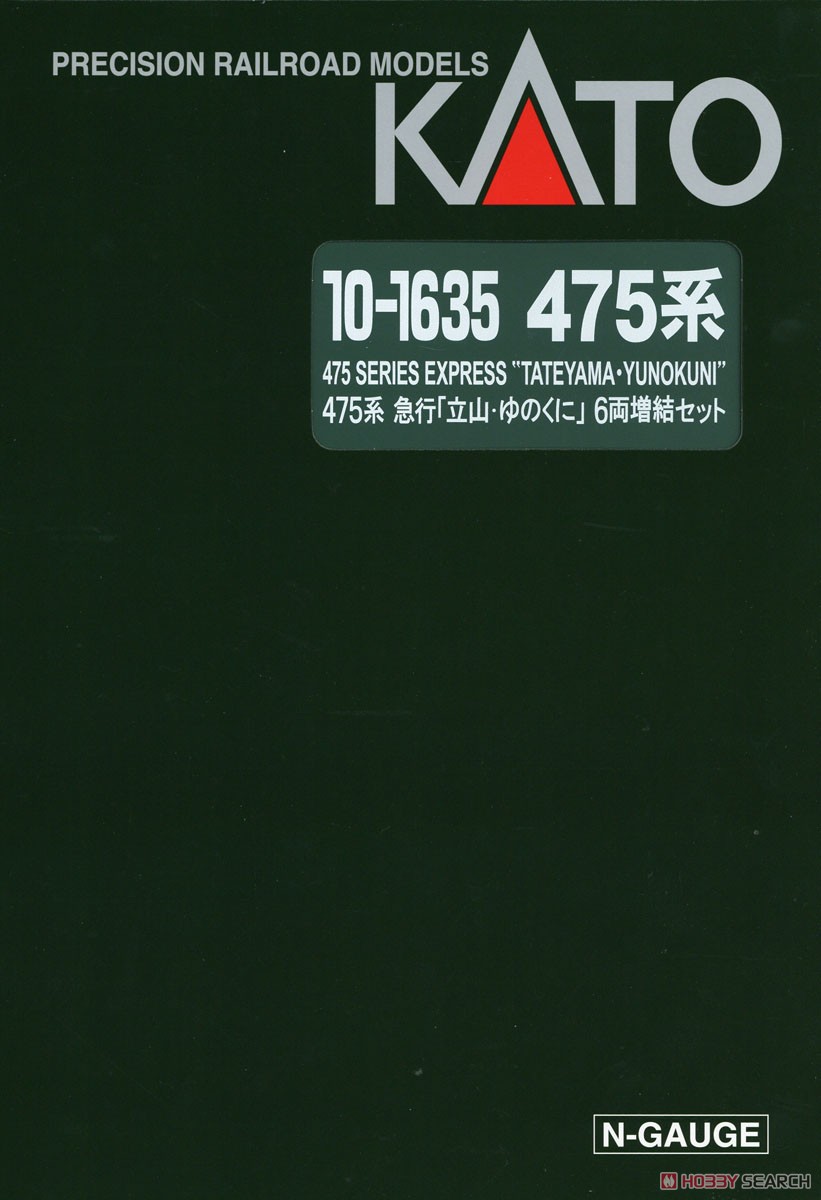 PRECISION RAILROAD MODELS
KATO
10-1635 475系
475 SERIES EXPRESS "TATEYAMA・YUNOKUNI"
475系 急行「立山・ゆのくに」 6両増結セット
N-GAUGE
HOBBY SEARCH